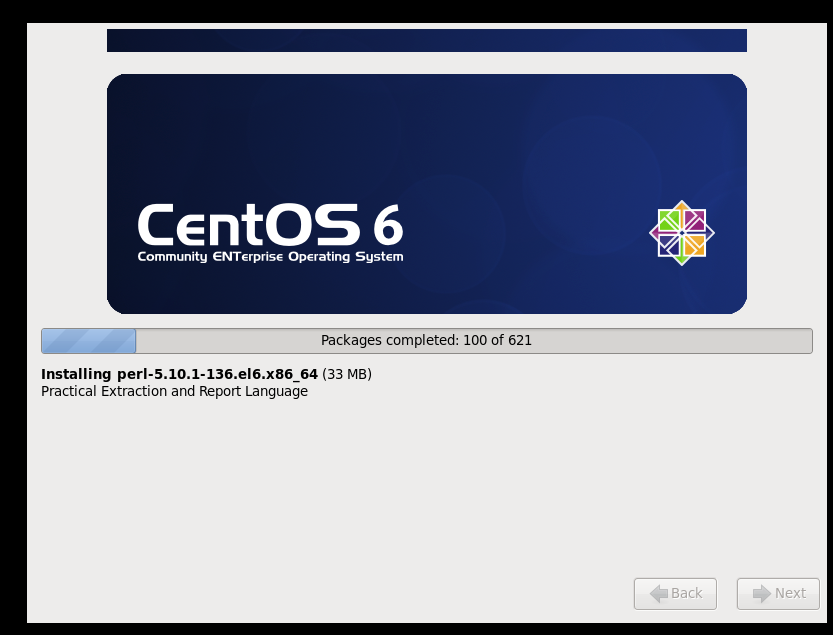 CentOS 6
Community ENTerprise Operating System
Packages completed: 100 of 621
Installing perl-5.10.1-136.el6.x86_64 (33 MB)
Practical Extraction and Report Language
Back Next